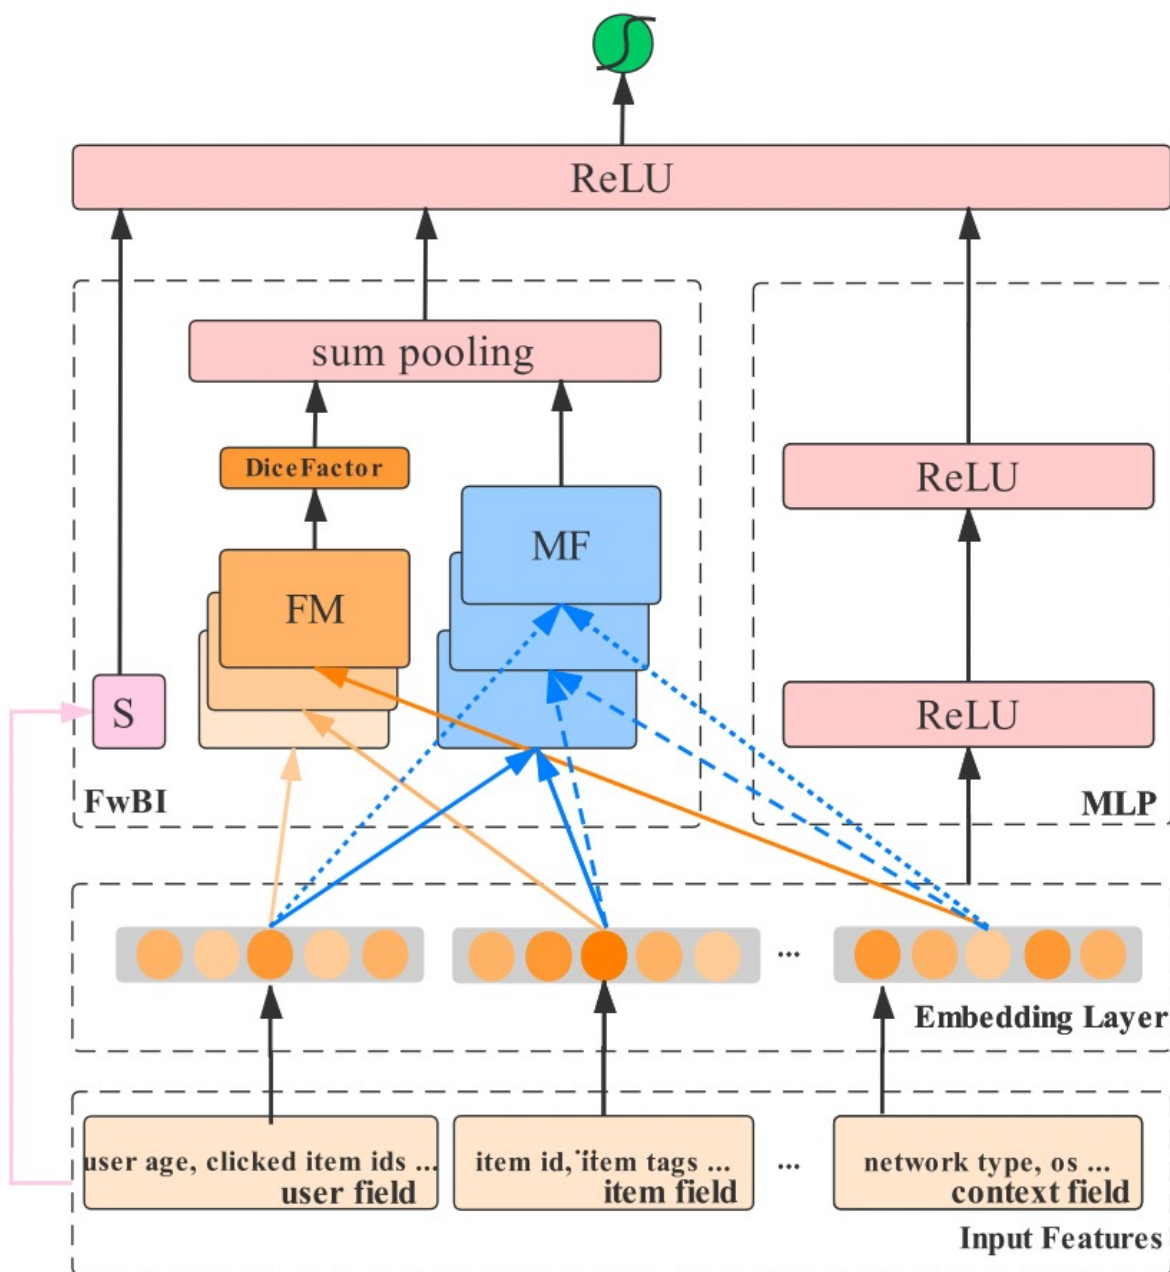 ReLU
sum pooling
DiceFactor
ReLU
MF
FM
S
ReLU
FwBI
MLP
...
Embedding Layer
user age, clicked item ids ...
user field
item id, item tags ...
item field
...
network type, os ...
context field
Input Features